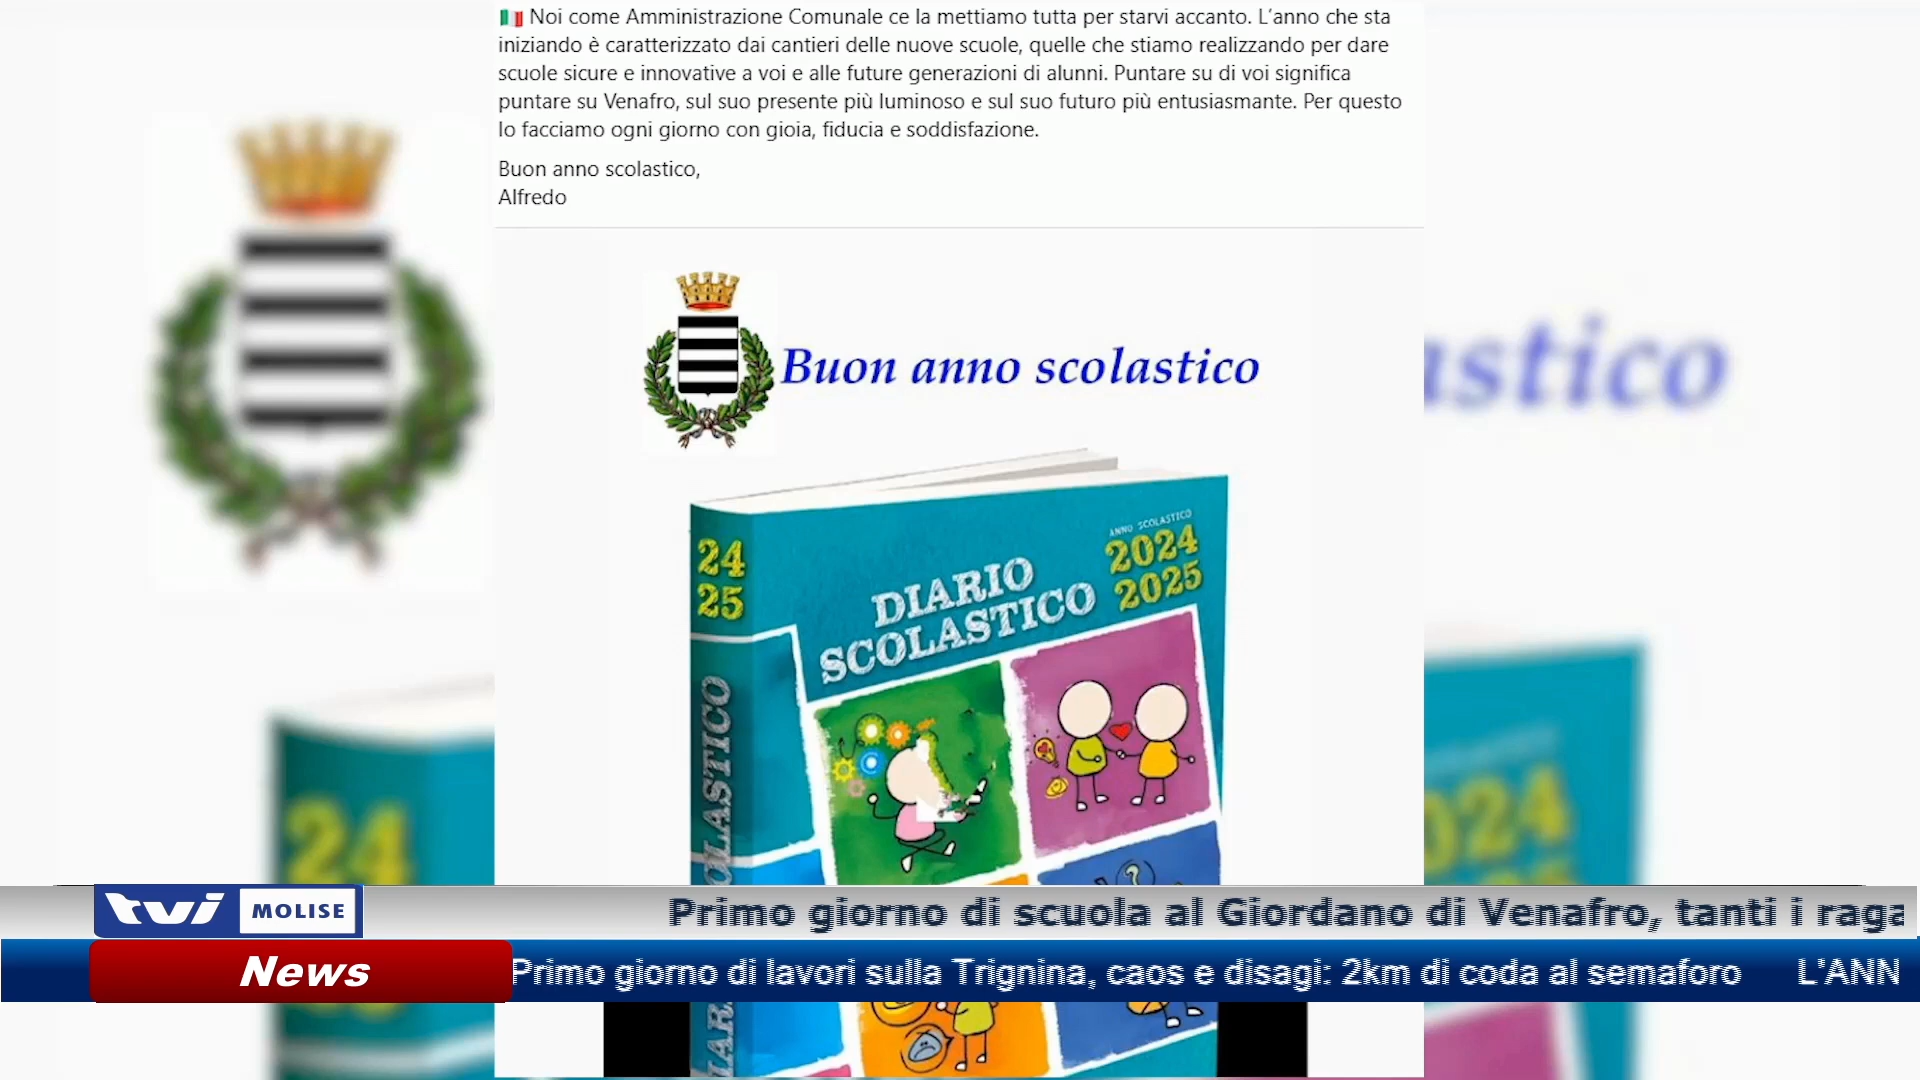 Noi come Amministrazione Comunale ce la mettiamo tutta per starvi accanto. L'anno che sta
iniziando è caratterizzato dai cantieri delle nuove scuole, quelle che stiamo realizzando per dare
scuole sicure e innovative a voi e alle future generazioni di alunni. Puntare su di voi significa
puntare su Venafro, sul suo presente più luminoso e sul suo futuro più entusiasmante. Per questo
lo facciamo ogni giorno con gioia, fiducia e soddisfazione.
Buon anno scolastico,
Alfredo
Buon anno scolastico
astico
24
25
DIARIO
SCOLASTICO
ANNO SCOLASTICO
2024
2025
24
024
tvi MOLISE
Primo giorno di scuola al Giordano di Venafro, tanti i raga
News
Primo giorno di lavori sulla Trignina, caos e disagi: 2km di coda al semaforo L'ANN